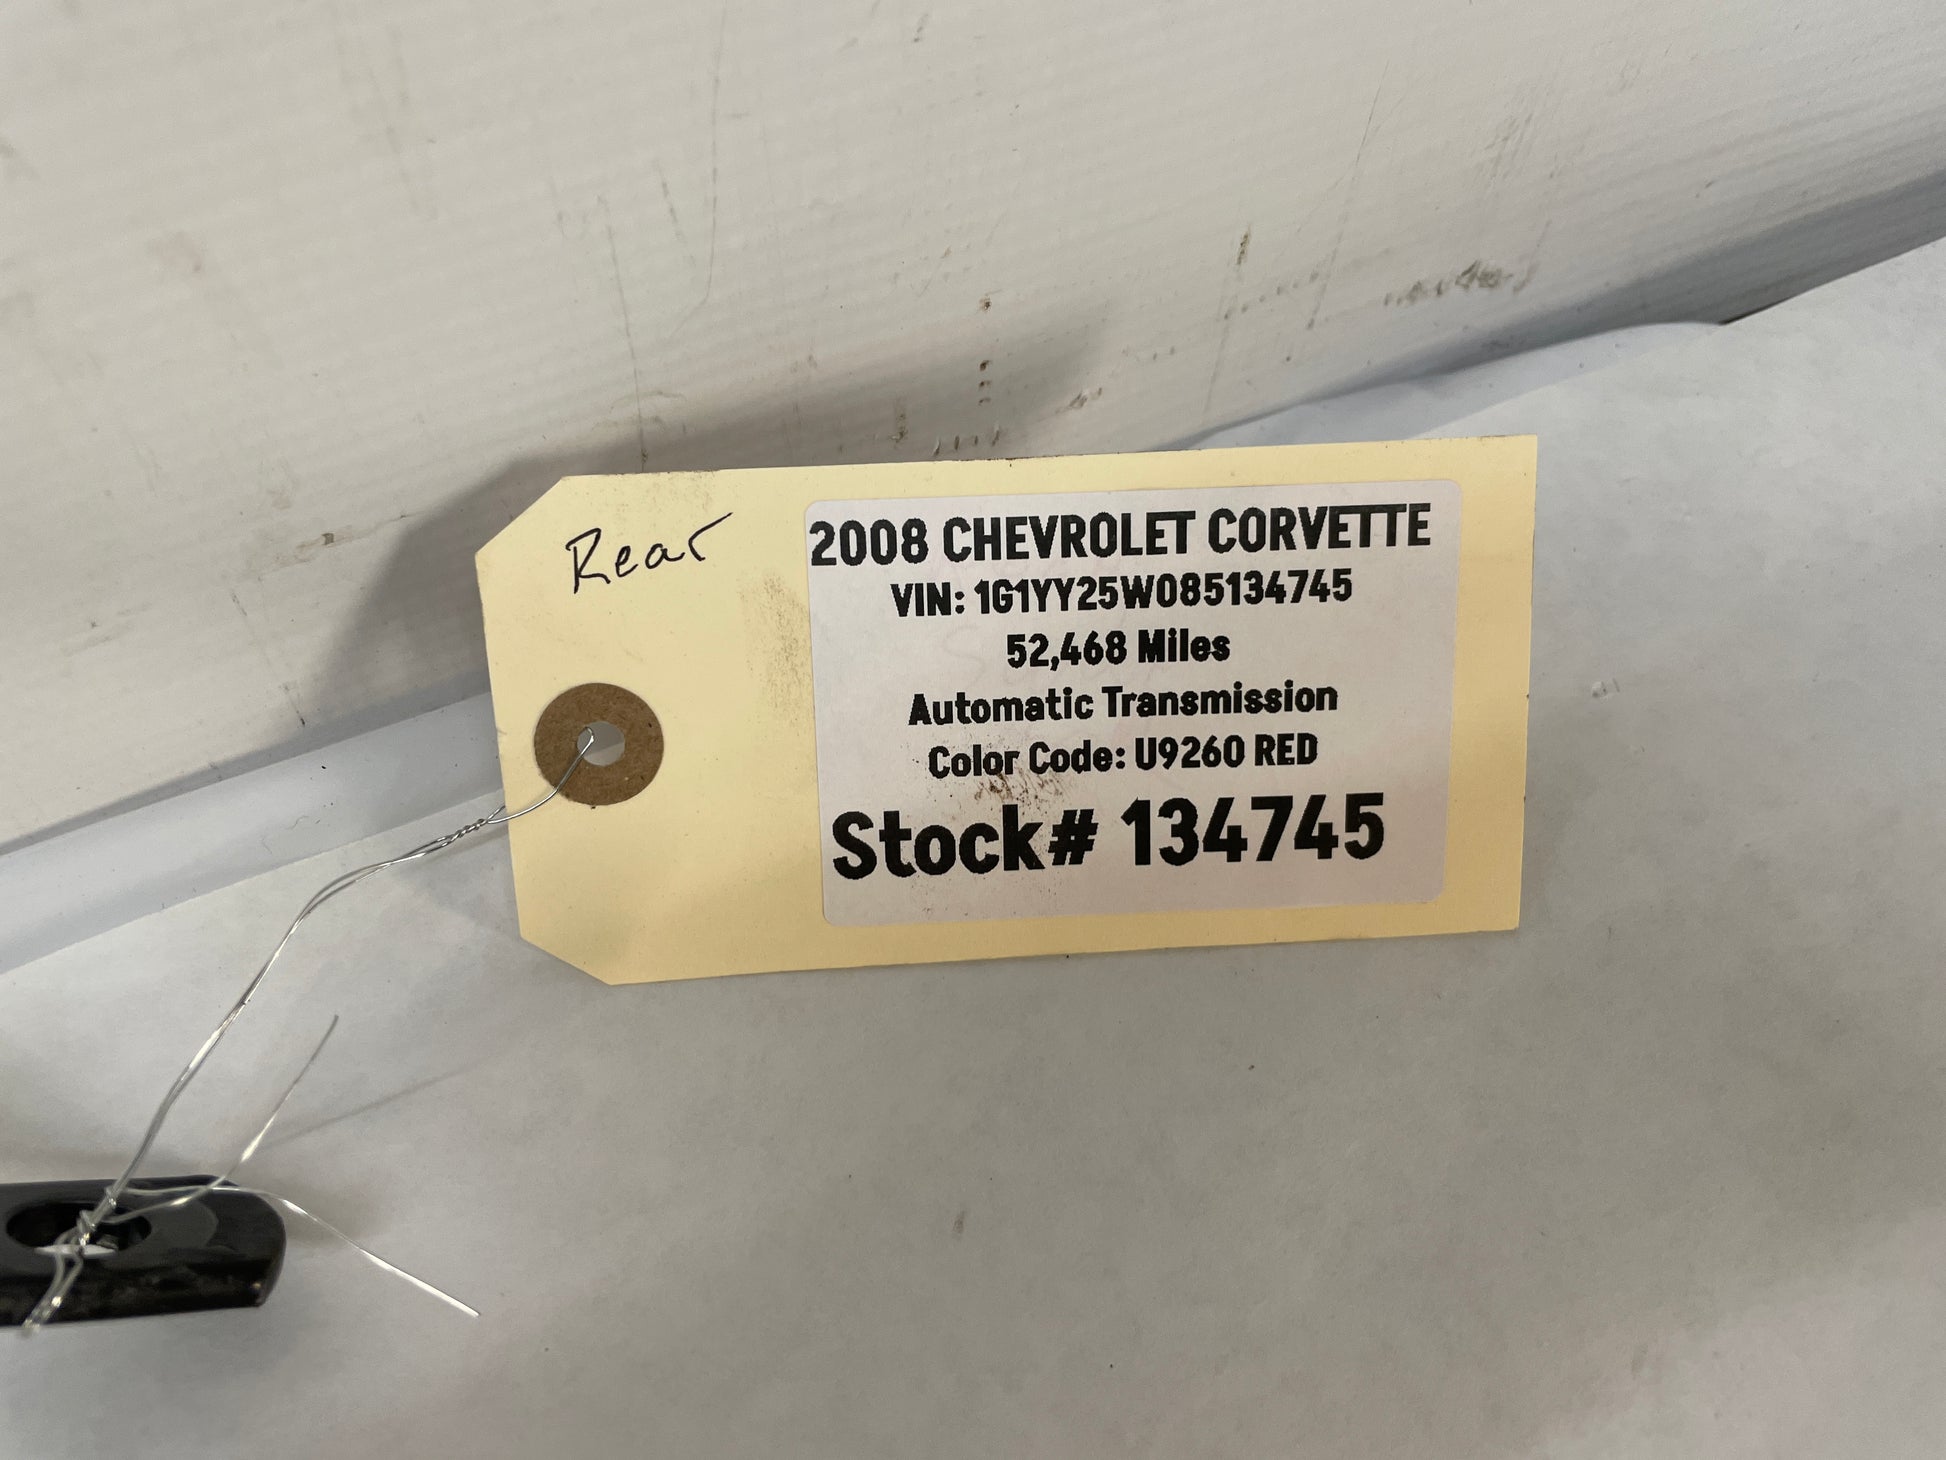 Rear
2008 CHEVROLET CORVETTE
VIN: 1G1YY25W085134745
52,468 Miles
Automatic Transmission
Color Code: U9260 RED
Stock# 134745